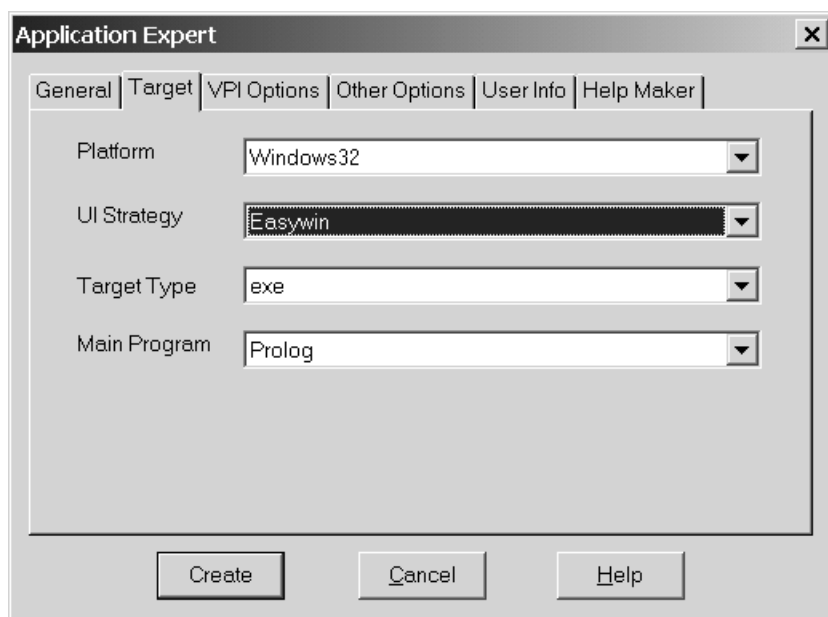 Application Expert
General Target VPI Options Other Options User Info Help Maker
Platform Windows32
UI Strategy Easywin
Target Type exe
Main Program Prolog
Create Cancel Help